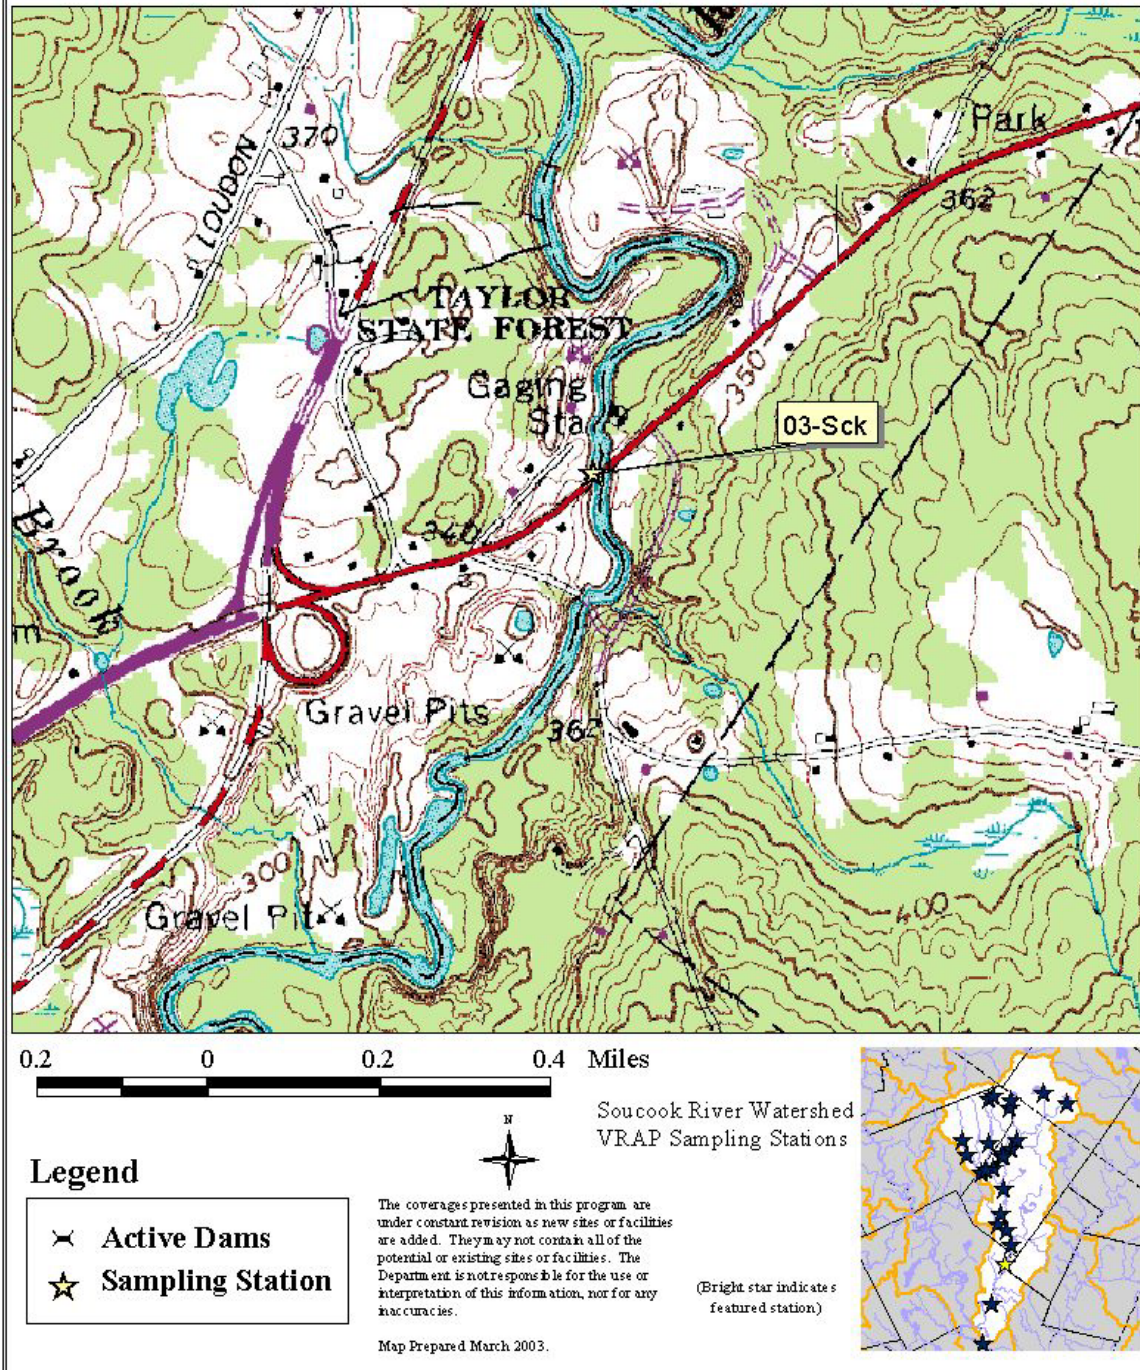 Park
370
LOUDON
362
TAYLOR
STATE FOREST
350
Gaging
Sta
03-Sck
340
Brook
m
Gravel Pits
362
300
Gravel Pit
400
0.2 0 0.2 0.4 Miles
N
Soucook River Watershed
VRAP Sampling Stations
Legend
Active Dams
Sampling Station
The coverages presented in this program are
under constant revision as new sites or facilities
are added. They may not contain all of the
potential or existing sites or facilities. The
Department is not responsible for the use or
interpretation of this information, nor for any
inaccuracies.
Map Prepared March 2003.
(Bright star indicates
featured station)